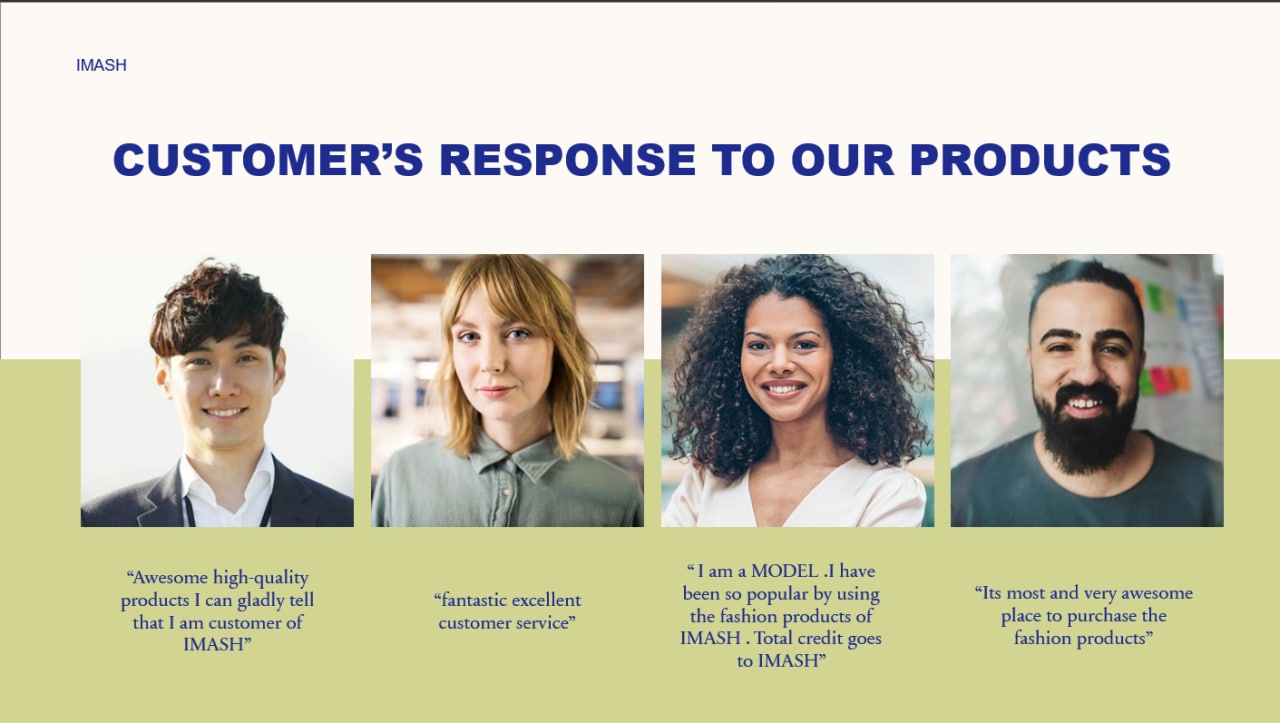 IMASH
CUSTOMER’S RESPONSE TO OUR PRODUCTS
“Awesome high-quality
products I can gladly tell
that I am customer of
IMASH”
“fantastic excellent
customer service”
“ I am a MODEL .I have
been so popular by using
the fashion products of
IMASH . Total credit goes
to IMASH”
“Its most and very awesome
place to purchase the
fashion products”